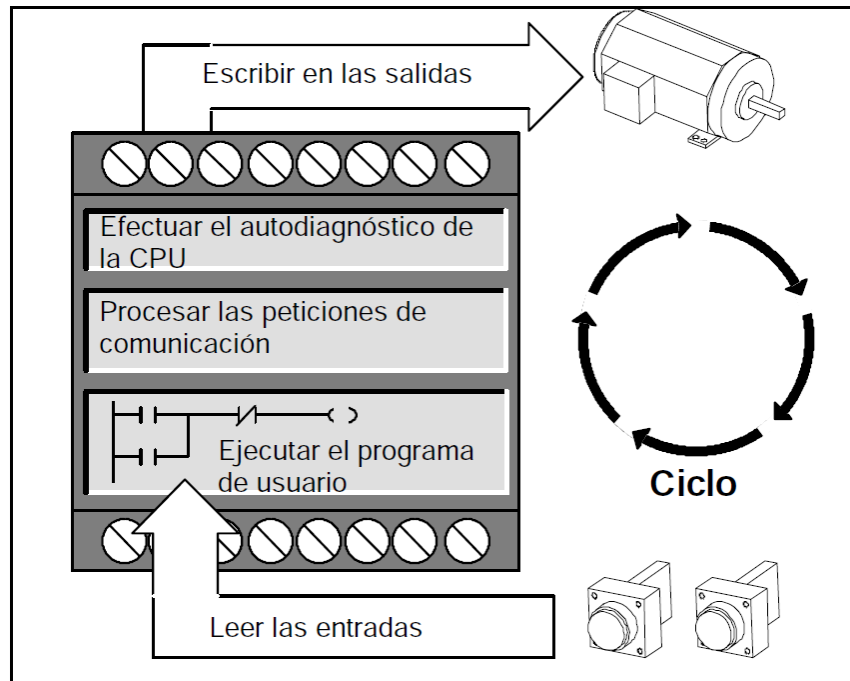 Escribir en las salidas
Efectuar el autodiagnóstico de
la CPU
Procesar las peticiones de
comunicación
Ejecutar el programa
de usuario
Ciclo
Leer las entradas